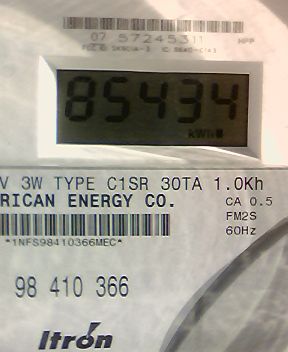 07 57245311
85434
kWh
V 3W TYPE C1SR 30TA 1.0Kh
RICAN ENERGY CO.
CA 0.5
FM2S
60Hz
*1NFS98410366MEC*
98 410 366
Itrón